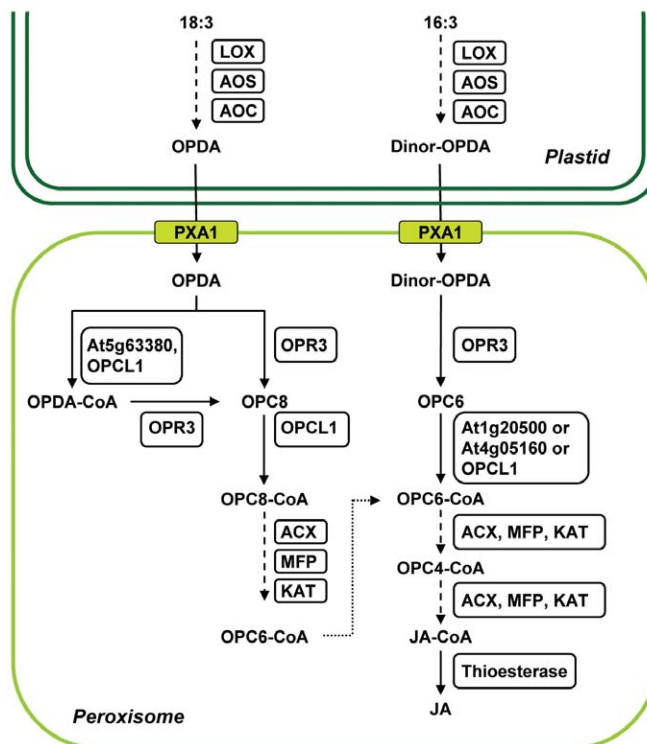 18:3
16:3
LOX
LOX
AOS
AOS
AOC
AOC
OPDA
Dinor-OPDA
Plastid
PXA1
PXA1
OPDA
Dinor-OPDA
At5g63380,
OPCL1
OPR3
OPR3
OPDA-CoA
OPC8
OPC6
OPR3
OPCL1
At1g20500 or
At4g05160 or
OPCL1
OPC8-CoA
OPC6-CoA
ACX
MFP
KAT
ACX, MFP, KAT
OPC4-CoA
ACX, MFP, KAT
OPC6-CoA
JA-CoA
Thioesterase
Peroxisome
JA